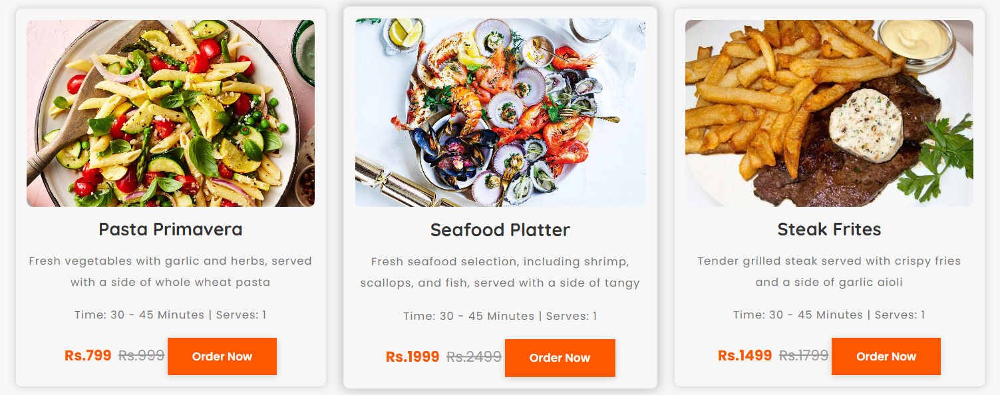 Pasta Primavera
Fresh vegetables with garlic and herbs, served
with a side of whole wheat pasta
Time: 30 - 45 Minutes | Serves: 1
Rs.799 Rs.999 Order Now
Seafood Platter
Fresh seafood selection, including shrimp,
scallops, and fish, served with a side of tangy
Time: 30 - 45 Minutes | Serves: 1
Rs.1999 Rs.2499 Order Now
Steak Frites
Tender grilled steak served with crispy fries
and a side of garlic aioli
Time: 30 - 45 Minutes | Serves: 1
Rs.1499 Rs.1799 Order Now